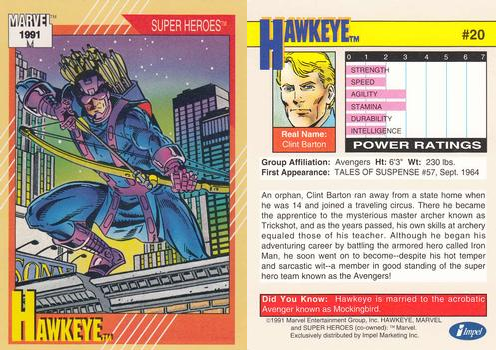 MARVEL™
1991
M
SUPER HEROES™
HAWKEYE™
HAWKEYE™
#20
0 1 2 3 4 5 6 7
STRENGTH
SPEED
AGILITY
STAMINA
DURABILITY
INTELLIGENCE
POWER RATINGS
Real Name:
Clint Barton
Group Affiliation: Avengers Ht: 6'3" Wt: 230 lbs.
First Appearance: TALES OF SUSPENSE #57, Sept. 1964
An orphan, Clint Barton ran away from a state home when
he was 14 and joined a traveling circus. There he became
the apprentice to the mysterious master archer known as
Trickshot, and as the years passed, his own skills at archery
equaled those of his teacher. Although he began his
adventuring career by battling the armored hero called Iron
Man, he soon went on to become--despite his hot temper
and sarcastic wit--a member in good standing of the super
hero team known as the Avengers!
Did You Know: Hawkeye is married to the acrobatic
Avenger known as Mockingbird.
©1991 Marvel Entertainment Group, Inc. HAWKEYE, MARVEL
and SUPER HEROES (co-owned): ™ Marvel.
Exclusively distributed by Impel Marketing Inc.
Impel